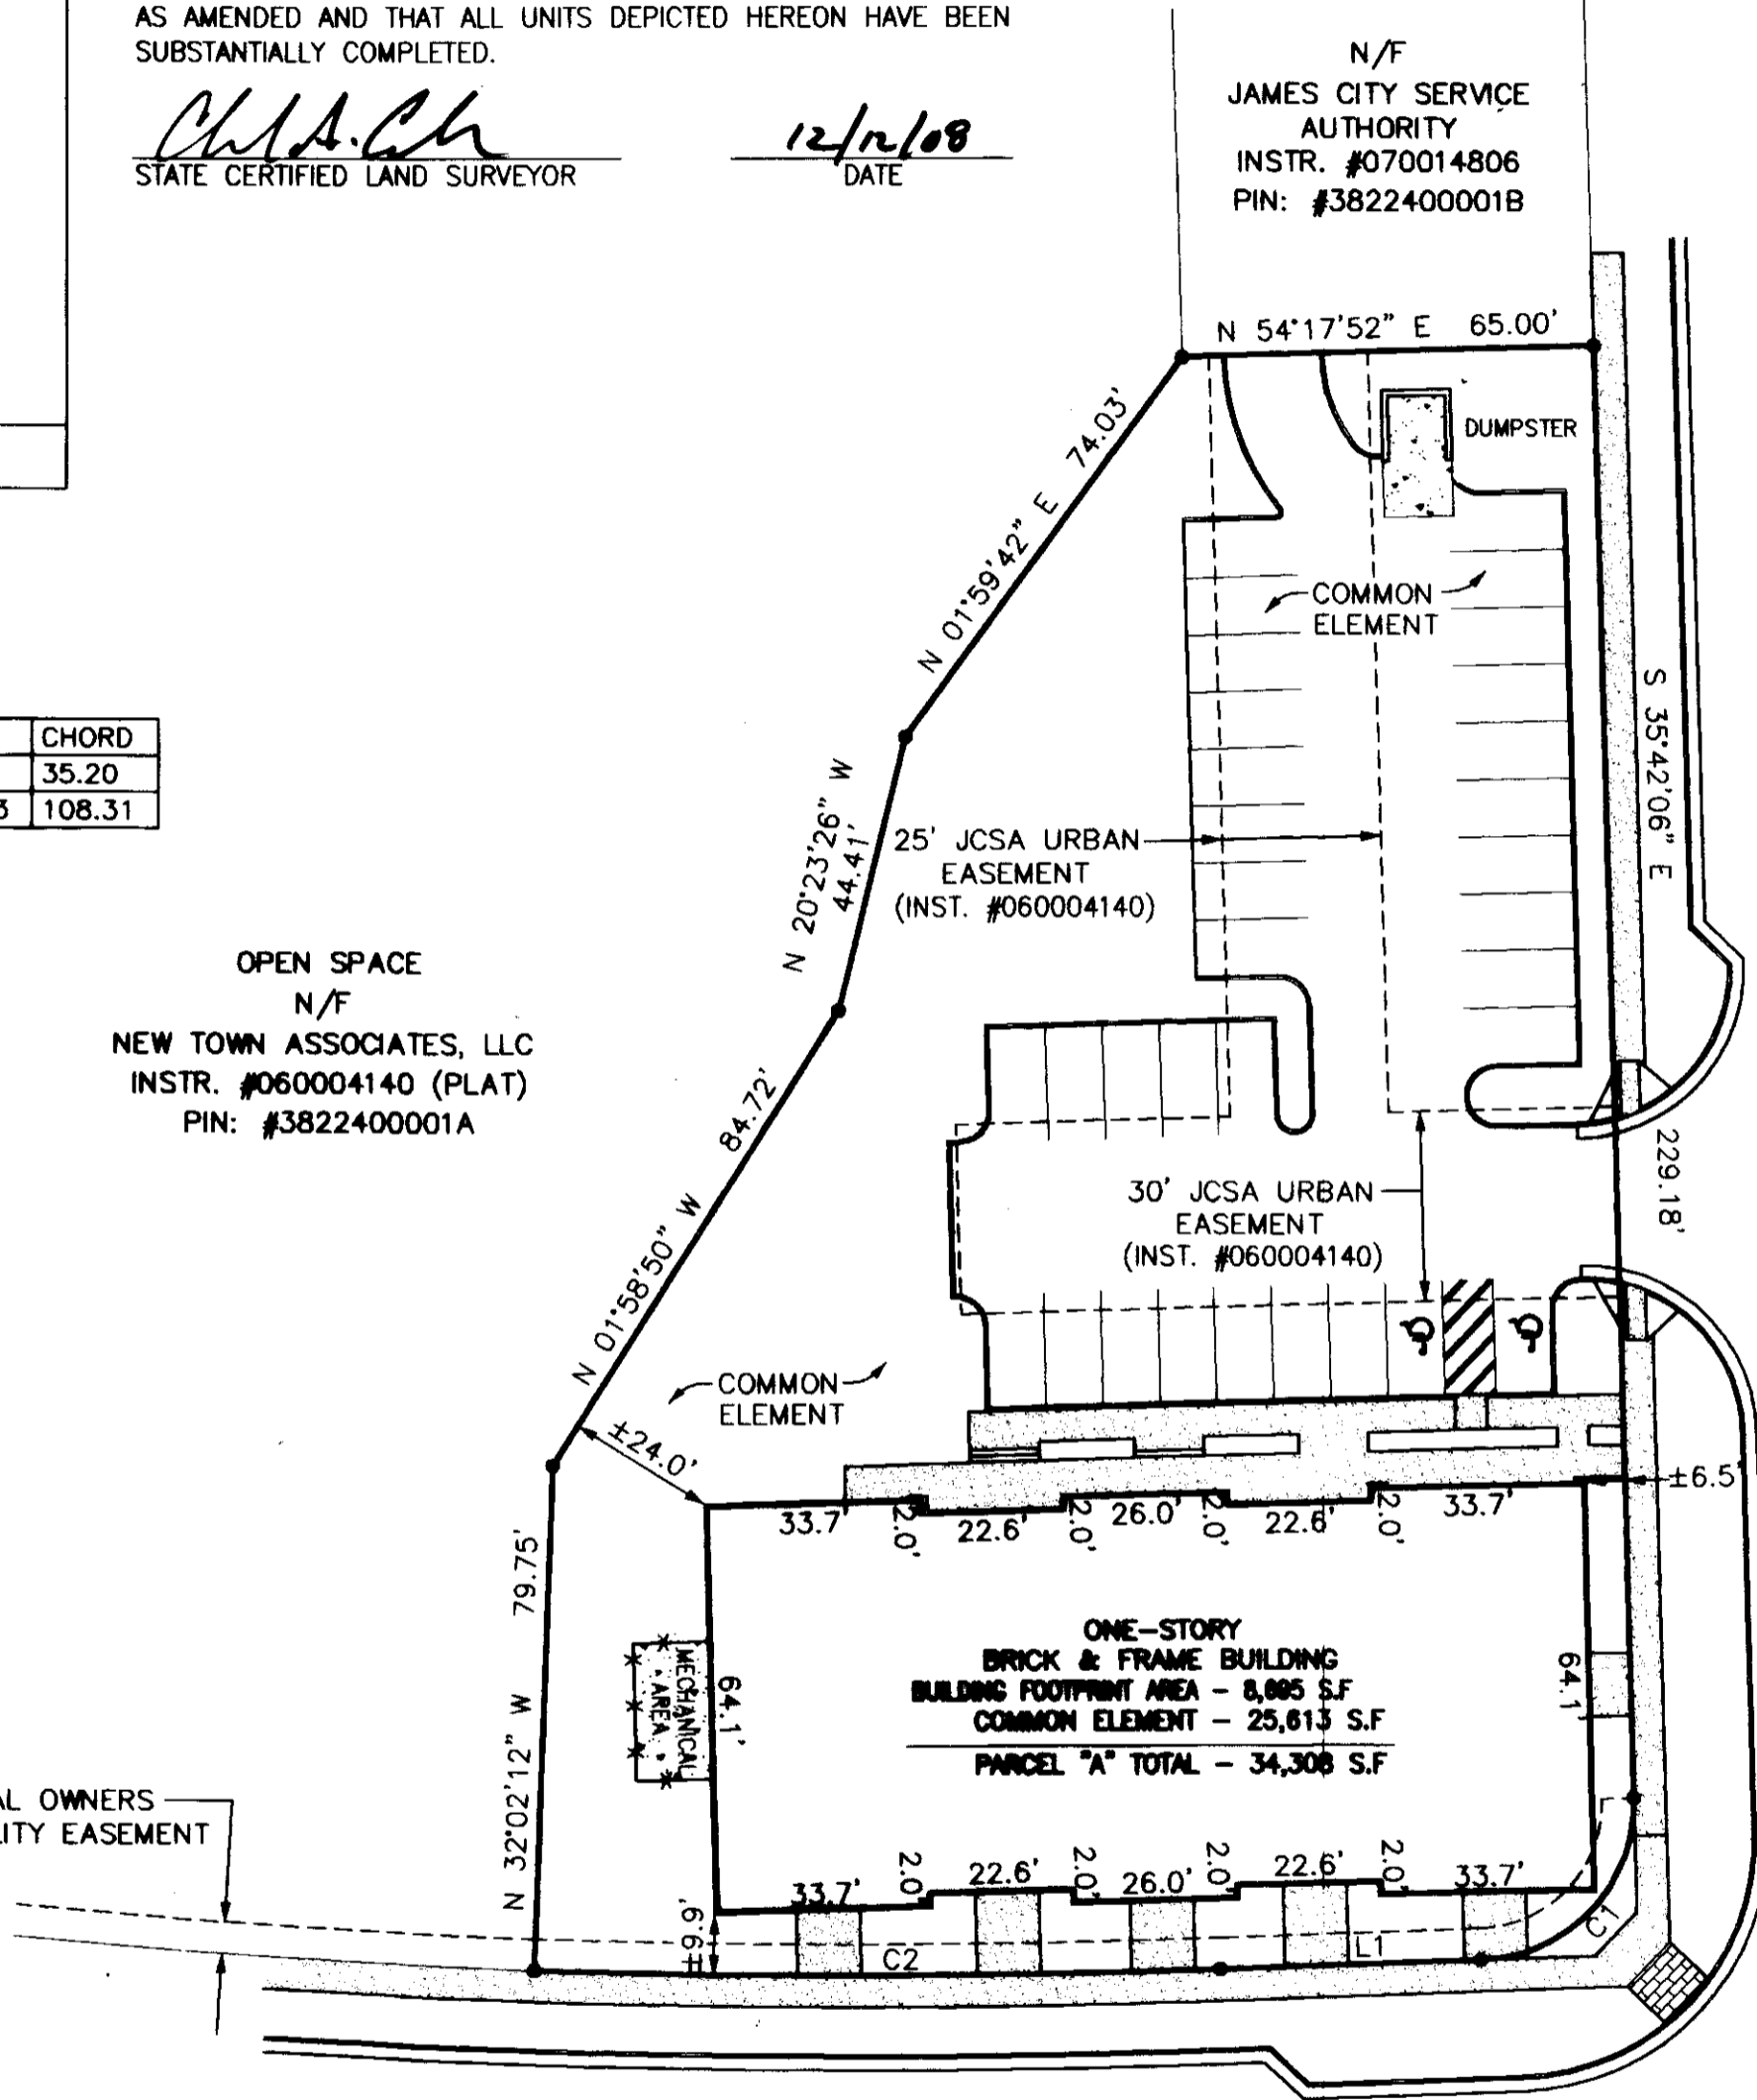 AS AMENDED AND THAT ALL UNITS DEPICTED HEREON HAVE BEEN
SUBSTANTIALLY COMPLETED.
12/12/08
STATE CERTIFIED LAND SURVEYOR
DATE
N/F
JAMES CITY SERVICE
AUTHORITY
INSTR. #070014806
PIN: #3822400001B
N 54°17'52" E 65.00'
N 01°59'42" E 74.03'
DUMPSTER
COMMON
ELEMENT
S 35°42'06" E
229.18'
CHORD
35.20
3 108.31
N 20°23'26" W
44.41'
25' JCSA URBAN
EASEMENT
(INST. #060004140)
OPEN SPACE
N/F
NEW TOWN ASSOCIATES, LLC
INSTR. #060004140 (PLAT)
PIN: #3822400001A
N 01°58'50" W 84.72'
30' JCSA URBAN
EASEMENT
(INST. #060004140)
COMMON
ELEMENT
±24.0'
±6.5'
33.7'
2.0'
22.6'
2.0'
26.0'
2.0'
22.6'
2.0'
33.7'
N 32°02'12" W 79.75'
MECHANICAL
AREA
64.1'
ONE-STORY
BRICK & FRAME BUILDING
BUILDING FOOTPRINT AREA - 8,695 S.F
COMMON ELEMENT - 25,613 S.F
PARCEL "A" TOTAL - 34,308 S.F
64.1'
AL OWNERS
LITY EASEMENT
33.7'
2.0'
22.6'
2.0'
26.0'
2.0'
22.6'
2.0'
33.7'
±6.9'
C2
L1
C1